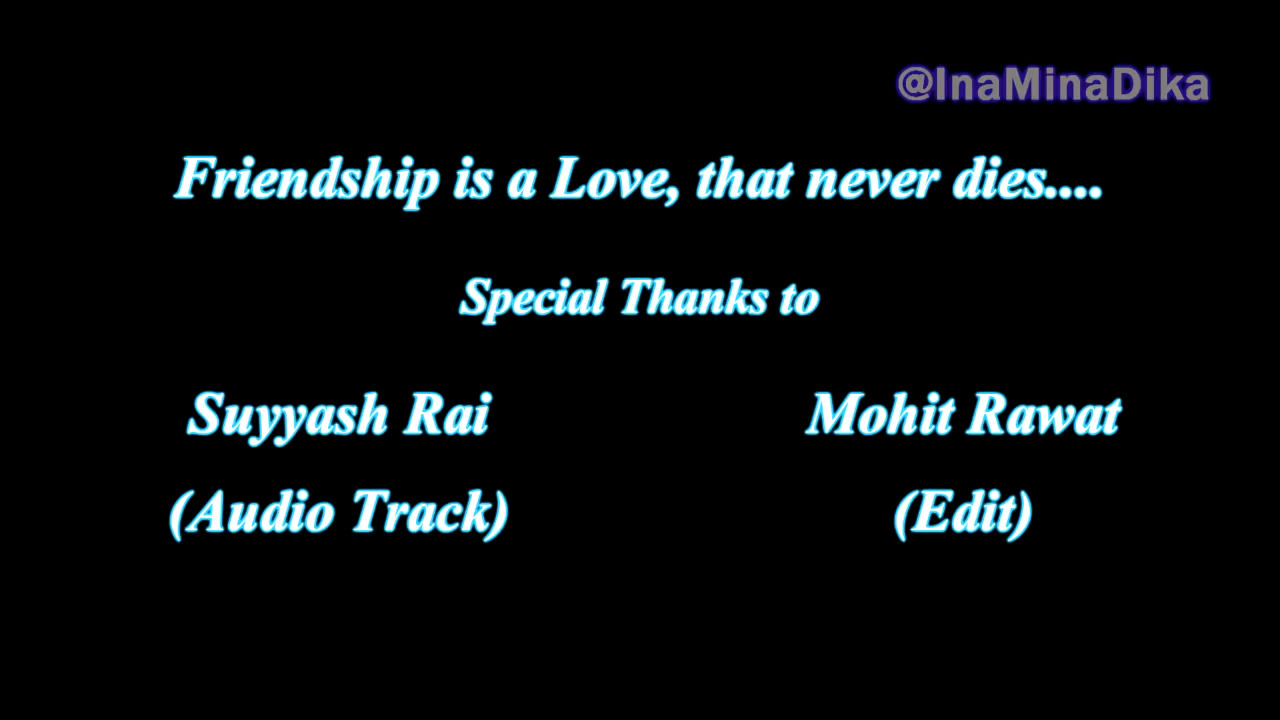 @InaMinaDika
Friendship is a Love, that never dies....
Special Thanks to
Suyyash Rai
Mohit Rawat
(Audio Track)
(Edit)